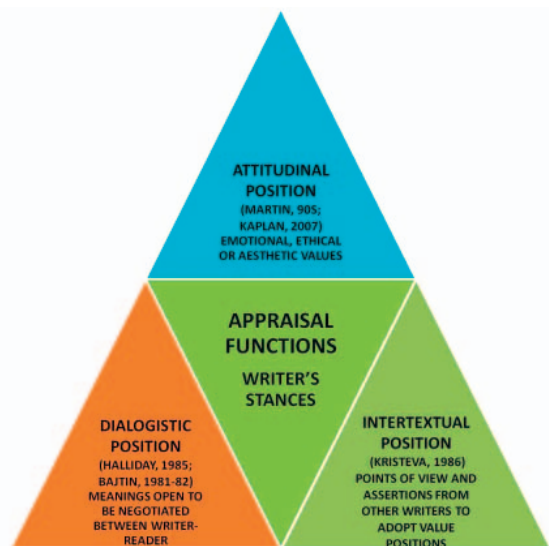 ATTITUDINAL
POSITION
(MARTIN, 90S;
KAPLAN, 2007)
EMOTIONAL, ETHICAL
OR AESTHETIC VALUES
APPRAISAL
FUNCTIONS
WRITER'S
STANCES
DIALOGISTIC
POSITION
(HALLIDAY, 1985;
BAJTIN, 1981-82)
MEANINGS OPEN TO
BE NEGOTIATED
BETWEEN WRITER-
READER
INTERTEXTUAL
POSITION
(KRISTEVA, 1986)
POINTS OF VIEW AND
ASSERTIONS FROM
OTHER WRITERS TO
ADOPT VALUE
POSITIONS